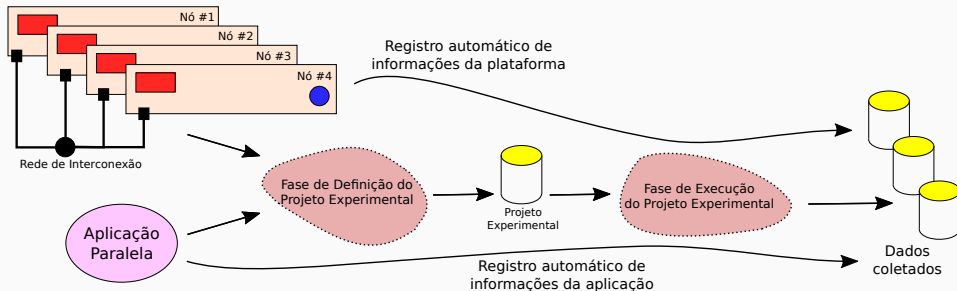 Nó #1
Nó #2
Nó #3
Nó #4
Rede de Interconexão
Registro automático de
informações da plataforma
Fase de Definição do
Projeto Experimental
Projeto
Experimental
Fase de Execução
do Projeto Experimental
Aplicação
Paralela
Registro automático de
informações da aplicação
Dados
coletados